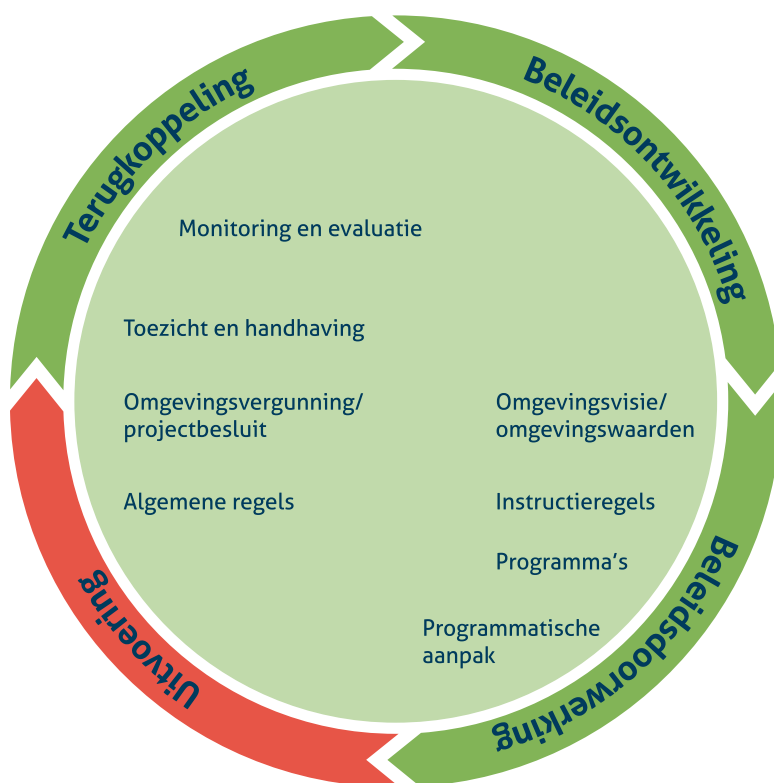 Terugkoppeling
Beleidsontwikkeling
Monitoring en evaluatie
Toezicht en handhaving
Omgevingsvergunning/
projectbesluit
Algemene regels
Omgevingsvisie/
omgevingswaarden
Instructieregels
Programma’s
Programmatische
aanpak
Uitvoering
Beleidsdoorwerking